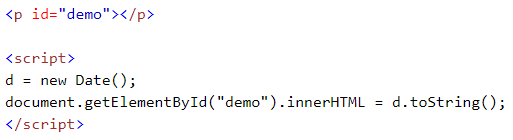 <p id="demo"></p>
<script>
d = new Date();
document.getElementById("demo").innerHTML = d.toString();
</script>